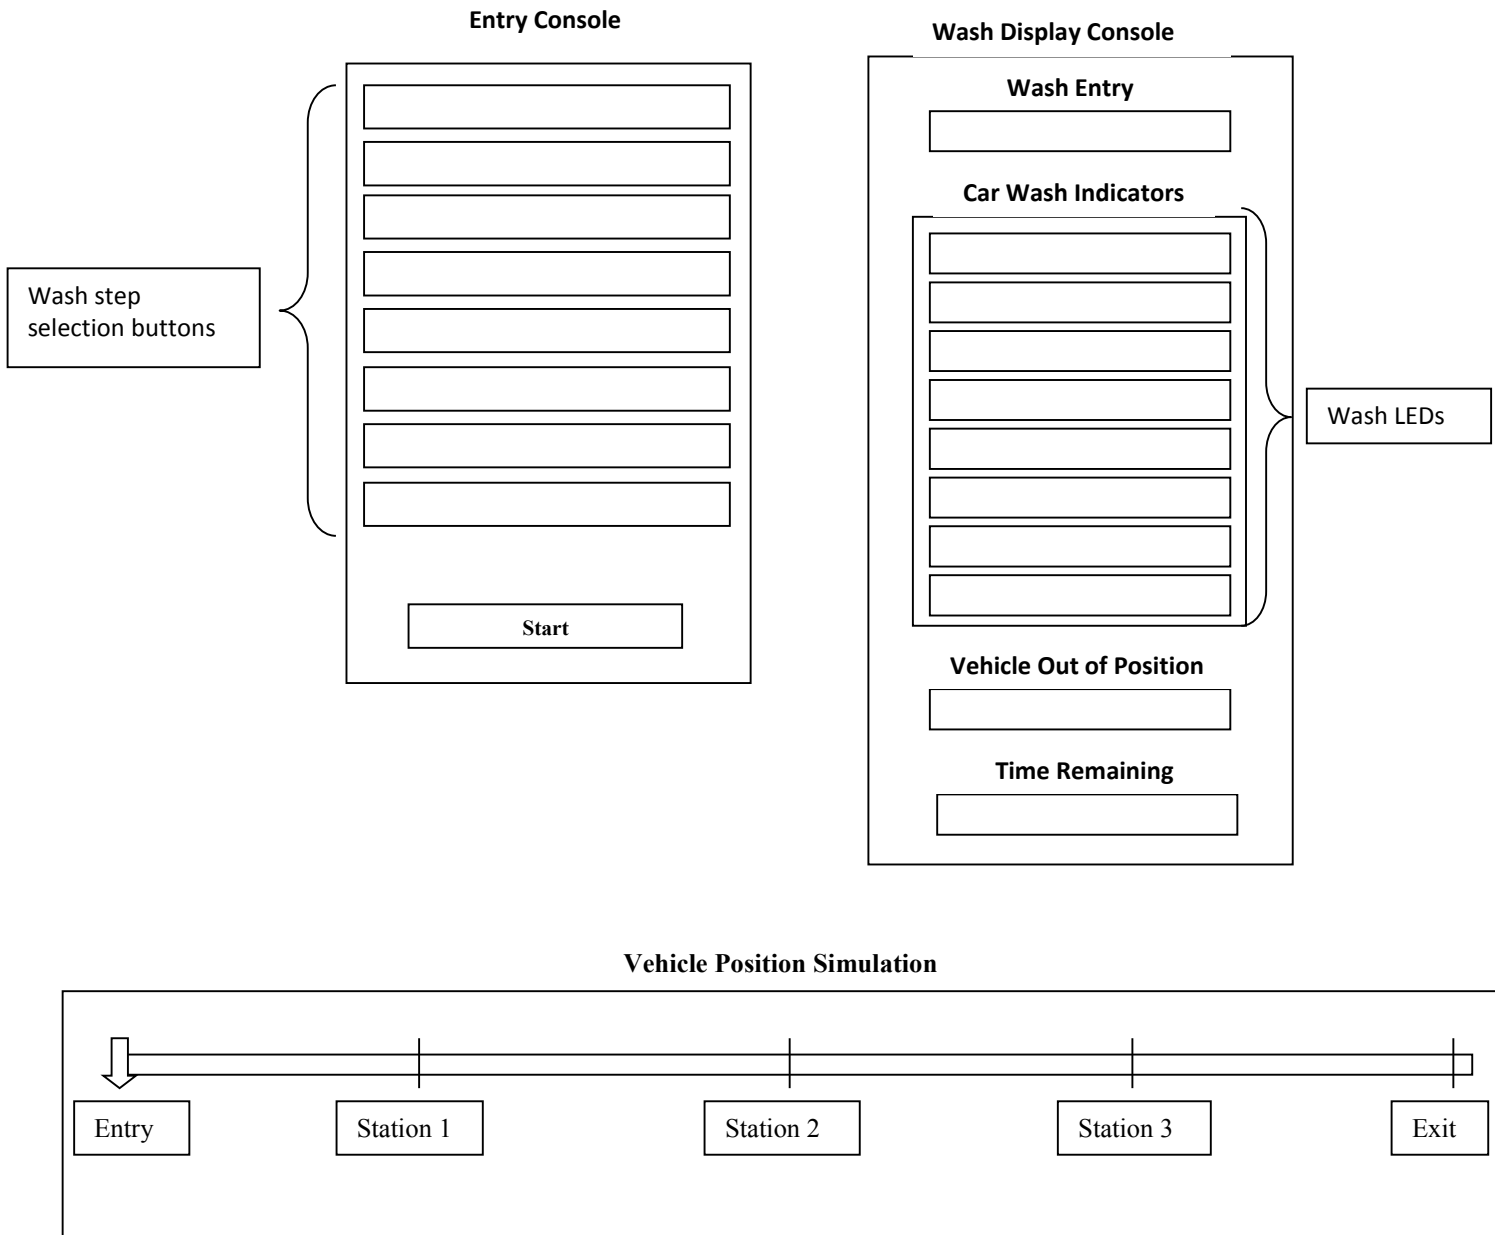 Entry Console
Wash step
selection buttons
Start
Wash Display Console
Wash Entry
Car Wash Indicators
Wash LEDs
Vehicle Out of Position
Time Remaining
Vehicle Position Simulation
Entry
Station 1
Station 2
Station 3
Exit